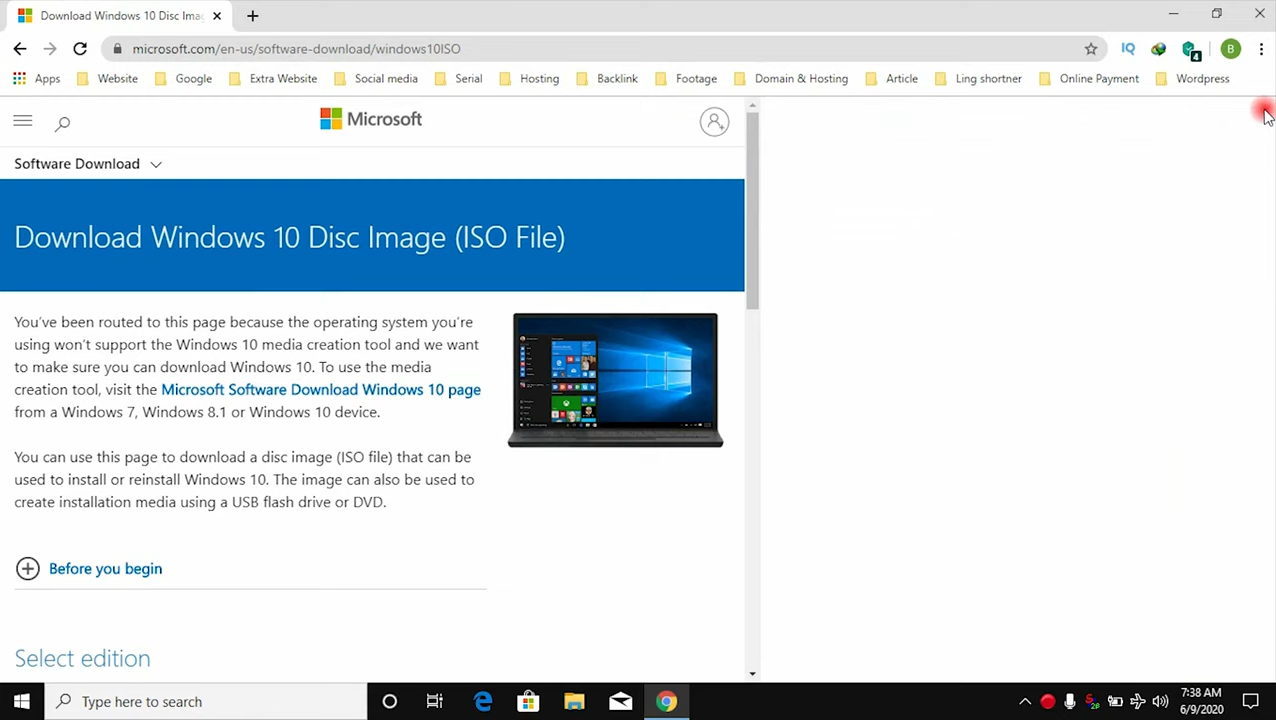 Download Windows 10 Disc Ima
microsoft.com/en-us/software-download/windows10ISO
IQ
4
B
Apps
Website
Google
Extra Website
Social media
Serial
Hosting
Backlink
Footage
Domain & Hosting
Article
Ling shortner
Online Payment
Wordpress
Microsoft
Software Download
Download Windows 10 Disc Image (ISO File)
You've been routed to this page because the operating system you're
using won't support the Windows 10 media creation tool and we want
to make sure you can download Windows 10. To use the media
creation tool, visit the Microsoft Software Download Windows 10 page
from a Windows 7, Windows 8.1 or Windows 10 device.
You can use this page to download a disc image (ISO file) that can be
used to install or reinstall Windows 10. The image can also be used to
create installation media using a USB flash drive or DVD.
Before you begin
Select edition
Type here to search
7:38 AM
6/9/2020